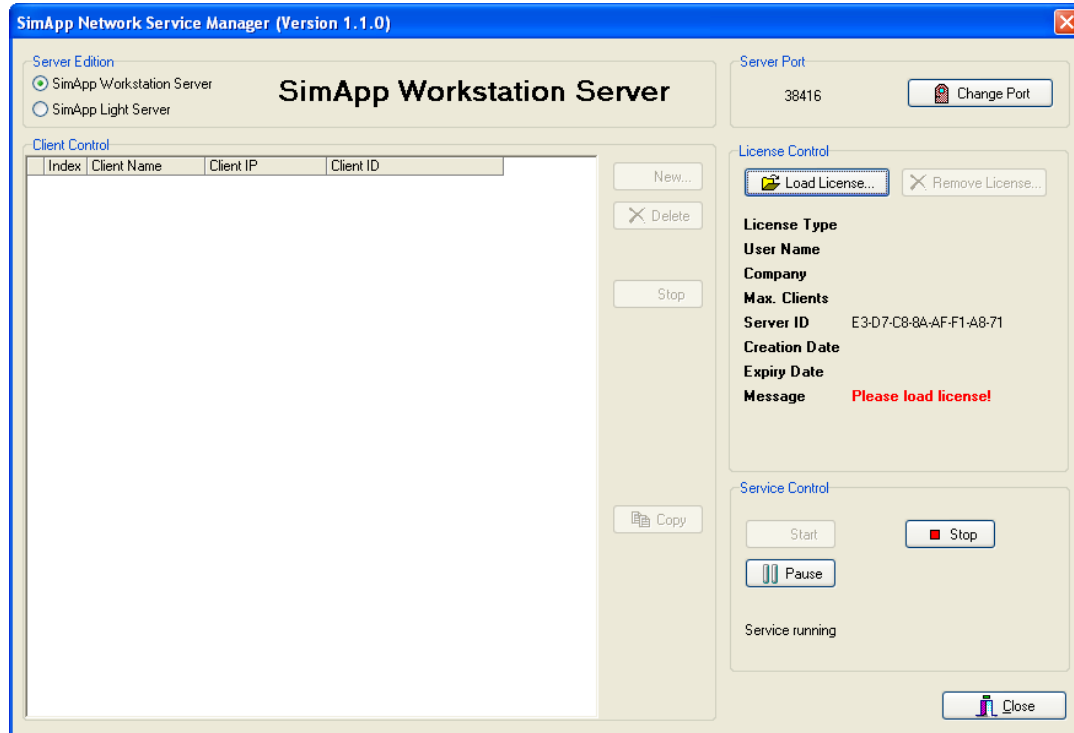 SimApp Network Service Manager (Version 1.1.0)
Server Edition
SimApp Workstation Server
SimApp Light Server
SimApp Workstation Server
Server Port
38416
Change Port
Client Control
Index Client Name Client IP Client ID
New...
Delete
Stop
Copy
License Control
Load License...
Remove License...
License Type
User Name
Company
Max. Clients
Server ID E3-D7-C8-8A-AF-F1-A8-71
Creation Date
Expiry Date
Message Please load license!
Service Control
Start
Stop
Pause
Service running
Close